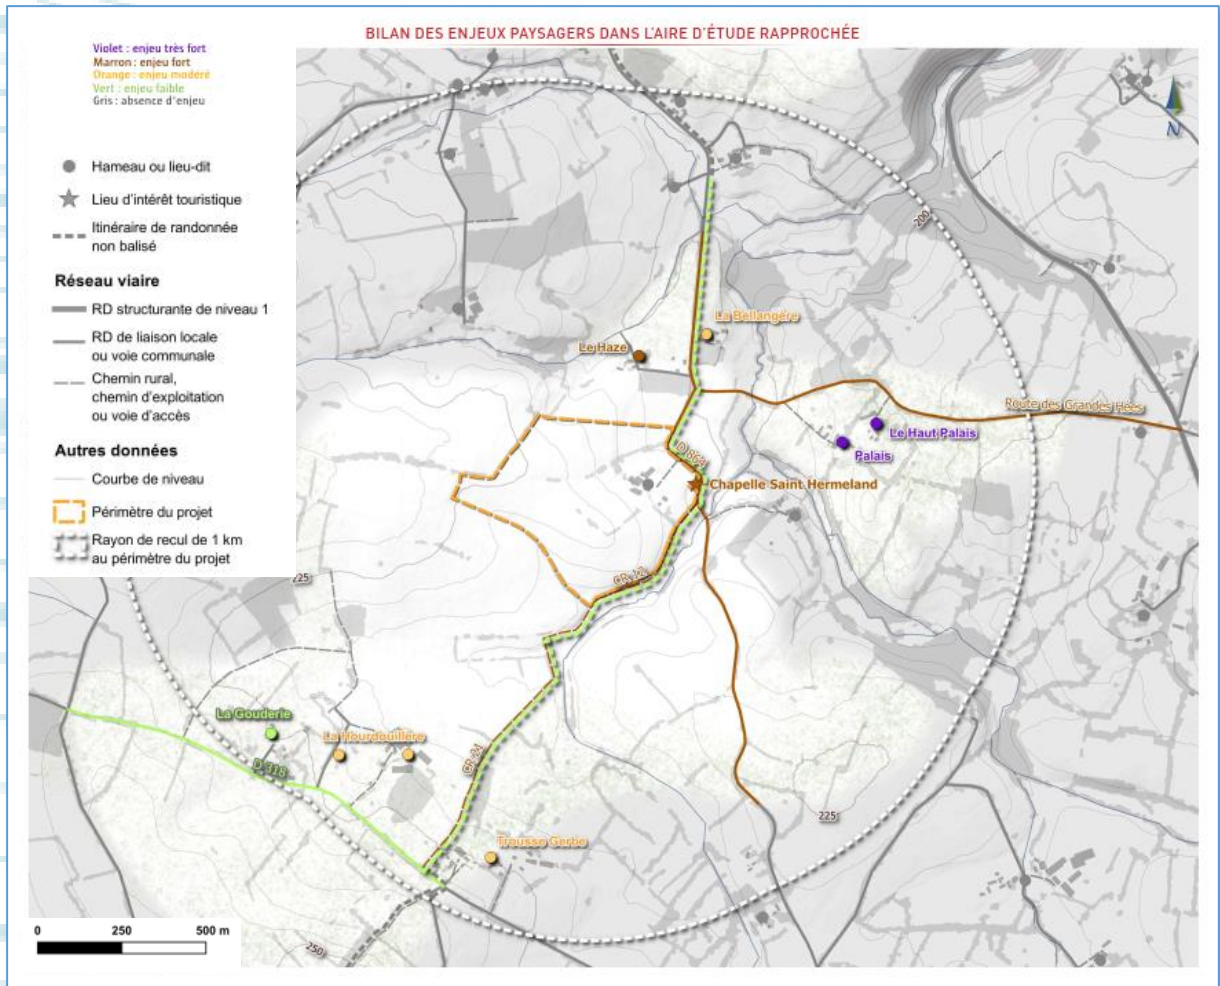 BILAN DES ENJEUX PAYSAGERS DANS L'AIRE D'ÉTUDE RAPPROCHÉE
Violet : enjeu très fort
Marron : enjeu fort
Orange : enjeu modéré
Vert : enjeu faible
Gris : absence d'enjeu
Hameau ou lieu-dit
Lieu d'intérêt touristique
Itinéraire de randonnée
non balisé
Réseau viaire
RD structurante de niveau 1
RD de liaison locale
ou voie communale
Chemin rural,
chemin d'exploitation
ou voie d'accès
Autres données
Courbe de niveau
Périmètre du projet
Rayon de recul de 1 km
au périmètre du projet
N
200
La Bellangère
Le Haze
Route des Grandes Hées
Le Haut Palais
Palais
D 864
Chapelle Saint Hermeland
CR 12
225
La Gouderie
La Hourdouillère
D 318
CR 24
225
Trousse Gerbe
250
0 250 500 m